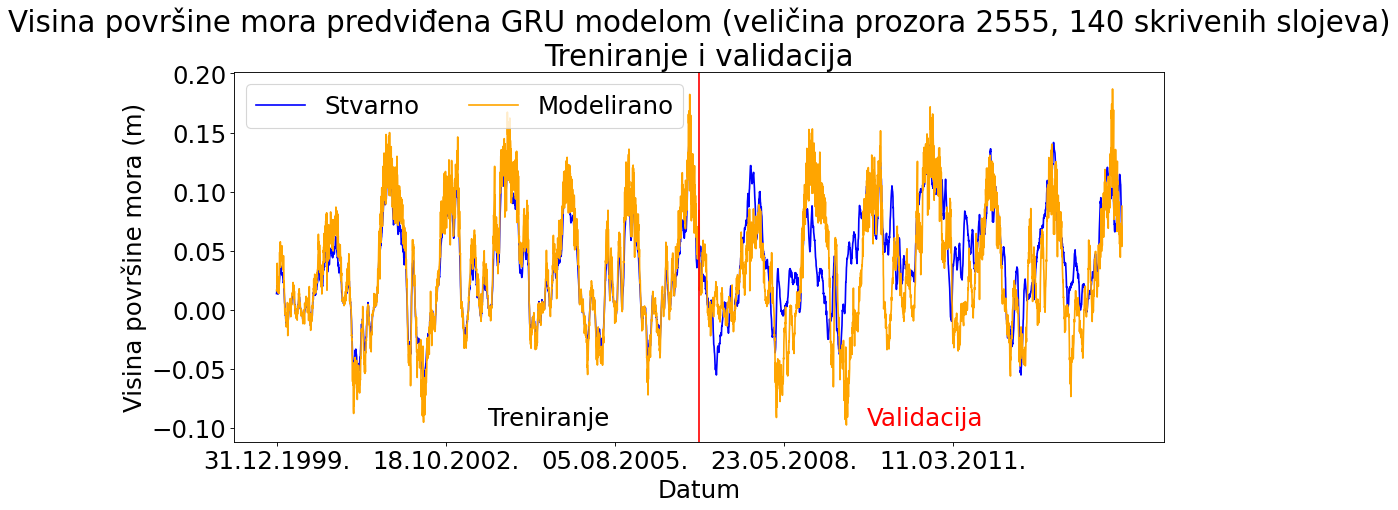 Visina površine mora predviđena GRU modelom (veličina prozora 2555, 140 skrivenih slojeva)
Treniranje i validacija
Stvarno
Modelirano
Visina površine mora (m)
0.20
0.15
0.10
0.05
0.00
−0.05
−0.10
Treniranje
Validacija
31.12.1999.
18.10.2002.
05.08.2005.
23.05.2008.
11.03.2011.
Datum